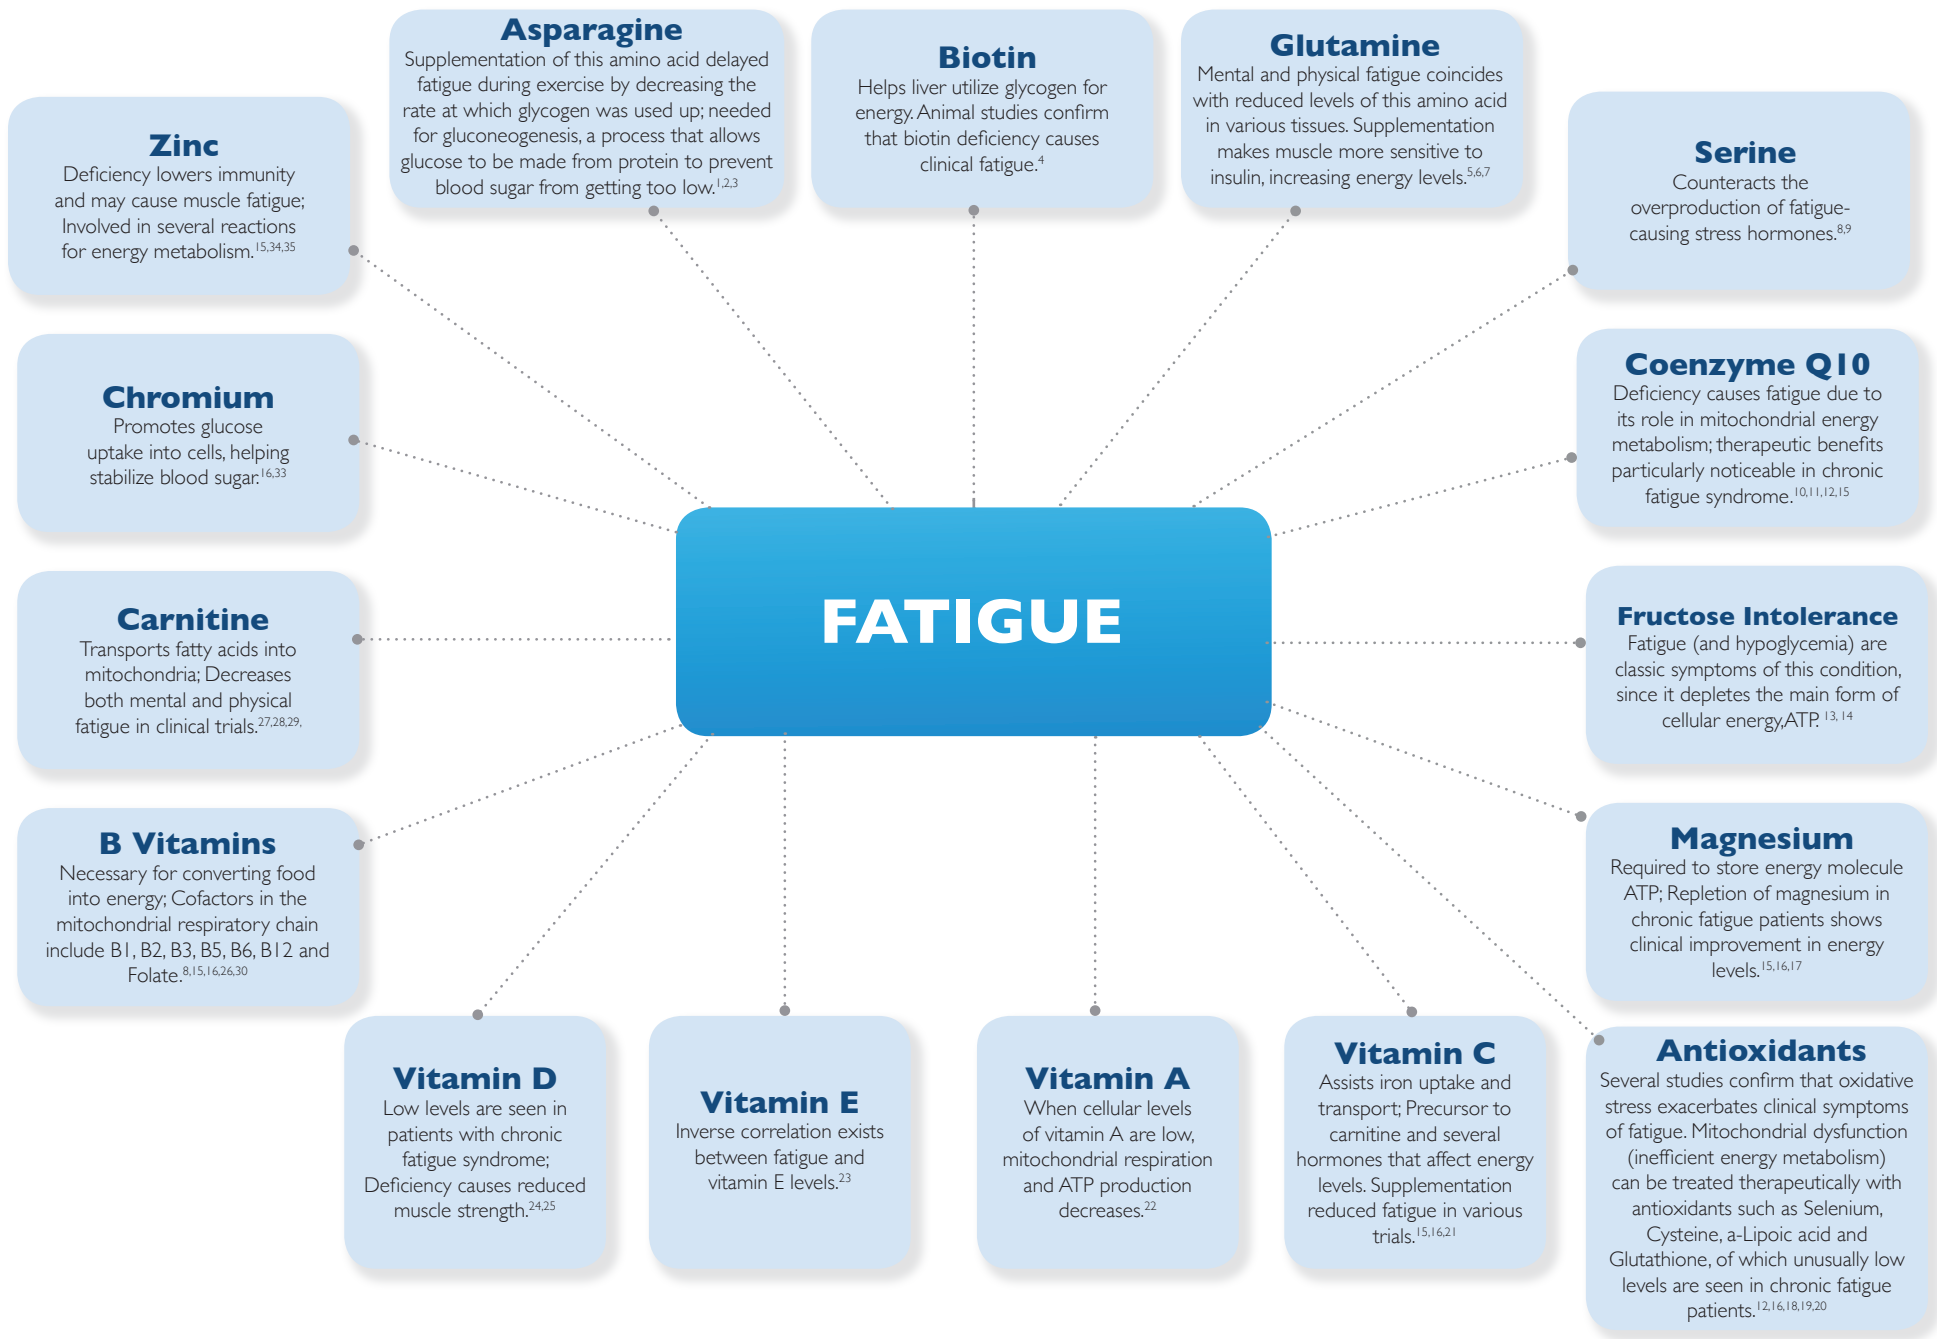 Asparagine
Supplementation of this amino acid delayed
fatigue during exercise by decreasing the
rate at which glycogen was used up; needed
for gluconeogenesis, a process that allows
glucose to be made from protein to prevent
blood sugar from getting too low.1,2,3
Biotin
Helps liver utilize glycogen for
energy. Animal studies confirm
that biotin deficiency causes
clinical fatigue.4
Glutamine
Mental and physical fatigue coincides
with reduced levels of this amino acid
in various tissues. Supplementation
makes muscle more sensitive to
insulin, increasing energy levels.5,6,7
Serine
Counteracts the
overproduction of fatigue-
causing stress hormones.8,9
Coenzyme Q10
Deficiency causes fatigue due to
its role in mitochondrial energy
metabolism; therapeutic benefits
particularly noticeable in chronic
fatigue syndrome.10,11,12,15
Fructose Intolerance
Fatigue (and hypoglycemia) are
classic symptoms of this condition,
since it depletes the main form of
cellular energy,ATP. 13, 14
Magnesium
Required to store energy molecule
ATP; Repletion of magnesium in
chronic fatigue patients shows
clinical improvement in energy
levels.15,16,17
Antioxidants
Several studies confirm that oxidative
stress exacerbates clinical symptoms
of fatigue. Mitochondrial dysfunction
(inefficient energy metabolism)
can be treated therapeutically with
antioxidants such as Selenium,
Cysteine, a-Lipoic acid and
Glutathione, of which unusually low
levels are seen in chronic fatigue
patients.12,16,18,19,20
Vitamin C
Assists iron uptake and
transport; Precursor to
carnitine and several
hormones that affect energy
levels. Supplementation
reduced fatigue in various
trials.15,16,21
Vitamin A
When cellular levels
of vitamin A are low,
mitochondrial respiration
and ATP production
decreases.22
Vitamin E
Inverse correlation exists
between fatigue and
vitamin E levels.23
Vitamin D
Low levels are seen in
patients with chronic
fatigue syndrome;
Deficiency causes reduced
muscle strength.24,25
B Vitamins
Necessary for converting food
into energy; Cofactors in the
mitochondrial respiratory chain
include B1, B2, B3, B5, B6, B12 and
Folate.8,15,16,26,30
Carnitine
Transports fatty acids into
mitochondria; Decreases
both mental and physical
fatigue in clinical trials.27,28,29,
Chromium
Promotes glucose
uptake into cells, helping
stabilize blood sugar.16,33
Zinc
Deficiency lowers immunity
and may cause muscle fatigue;
Involved in several reactions
for energy metabolism.15,34,35
FATIGUE